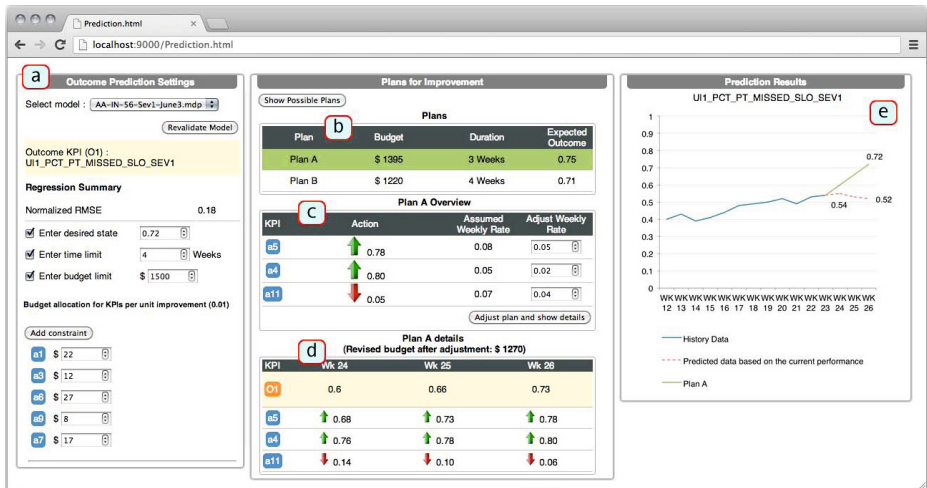 Prediction.html ×
localhost:9000/Prediction.html
a
Outcome Prediction Settings
Select model : AA-IN-56-Sev1-June3.mdp
Revalidate Model
Outcome KPI (O1) :
UI1_PCT_PT_MISSED_SLO_SEV1
Regression Summary
Normalized RMSE 0.18
Enter desired state 0.72
Enter time limit 4 Weeks
Enter budget limit $ 1500
Budget allocation for KPIs per unit improvement (0.01)
Add constraint
a1 $ 22
a3 $ 12
a6 $ 27
a9 $ 8
a7 $ 17
Plans for Improvement
Show Possible Plans
Plans
b
Plan Budget Duration Expected Outcome
Plan A $ 1395 3 Weeks 0.75
Plan B $ 1220 4 Weeks 0.71
Plan A Overview
c
KPI Action Assumed Weekly Rate Adjust Weekly Rate
a5 0.78 0.08 0.05
a4 0.80 0.05 0.02
a11 0.05 0.07 0.04
Adjust plan and show details
Plan A details
(Revised budget after adjustment: $ 1270)
d
KPI Wk 24 Wk 25 Wk 26
O1 0.6 0.66 0.73
a5 0.68 0.73 0.78
a4 0.76 0.78 0.80
a11 0.14 0.10 0.06
Prediction Results
UI1_PCT_PT_MISSED_SLO_SEV1
e
1
0.9
0.8
0.7
0.6
0.5
0.4
0.3
0.2
0.1
0
0.72
0.54
0.52
WK WK WK WK WK WK WK WK WK WK WK WK WK WK WK
12 13 14 15 16 17 18 19 20 21 22 23 24 25 26
History Data
Predicted data based on the current performance
Plan A